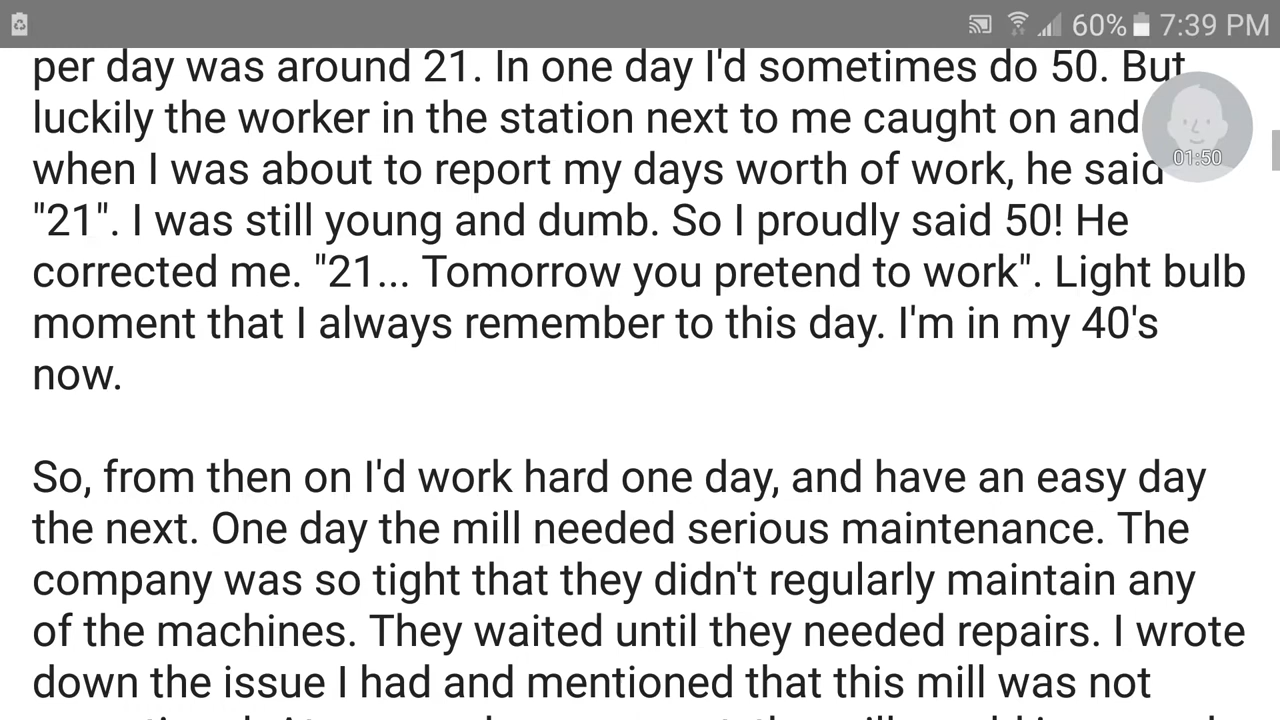 60% 7:39 PM
per day was around 21. In one day I'd sometimes do 50. But
luckily the worker in the station next to me caught on and
01:50
when I was about to report my days worth of work, he said
"21". I was still young and dumb. So I proudly said 50! He
corrected me. "21... Tomorrow you pretend to work". Light bulb
moment that I always remember to this day. I'm in my 40's
now.
So, from then on I'd work hard one day, and have an easy day
the next. One day the mill needed serious maintenance. The
company was so tight that they didn't regularly maintain any
of the machines. They waited until they needed repairs. I wrote
down the issue I had and mentioned that this mill was not